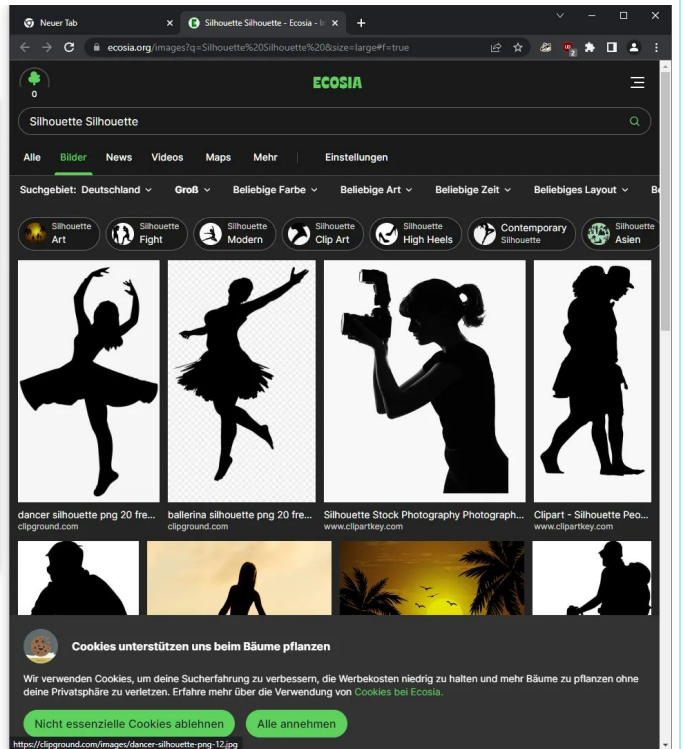 Neuer Tab
Silhouette Silhouette - Ecosia - In
ecosia.org/images?q=Silhouette%20Silhouette%20&size=large#f=true
2
0
ECOSIA
Silhouette Silhouette
Alle Bilder News Videos Maps Mehr Einstellungen
Suchgebiet: Deutschland Groß Beliebige Farbe Beliebige Art Beliebige Zeit Beliebiges Layout Be
Silhouette Art
Silhouette Fight
Silhouette Modern
Silhouette Clip Art
Silhouette High Heels
Contemporary Silhouette
Silhouette Asien
dancer silhouette png 20 fre...
clipground.com
ballerina silhouette png 20 fre...
clipground.com
Silhouette Stock Photography Photograph...
www.clipartkey.com
Clipart - Silhouette Peo...
www.clipartkey.com
Cookies unterstützen uns beim Bäume pflanzen
Wir verwenden Cookies, um deine Sucherfahrung zu verbessern, die Werbekosten niedrig zu halten und mehr Bäume zu pflanzen ohne
deine Privatsphäre zu verletzen. Erfahre mehr über die Verwendung von Cookies bei Ecosia.
Nicht essenzielle Cookies ablehnen Alle annehmen
https://clipground.com/images/dancer-silhouette-png-12.jpg